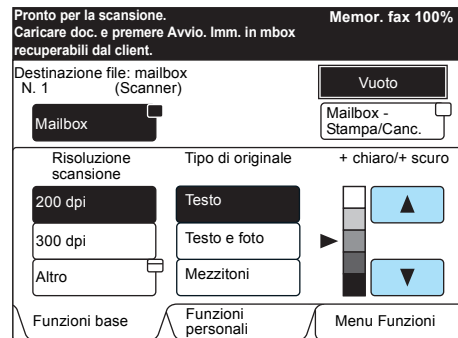 Pronto per la scansione.
Memor. fax 100%
Caricare doc. e premere Avvio. Imm. in mbox
recuperabili dal client.
Destinazione file: mailbox
N. 1 (Scanner)
Vuoto
Mailbox
Mailbox -
Stampa/Canc.
Risoluzione
scansione
Tipo di originale
+ chiaro/+ scuro
200 dpi
Testo
300 dpi
Testo e foto
Altro
Mezzitoni
Funzioni base
Funzioni
personali
Menu Funzioni